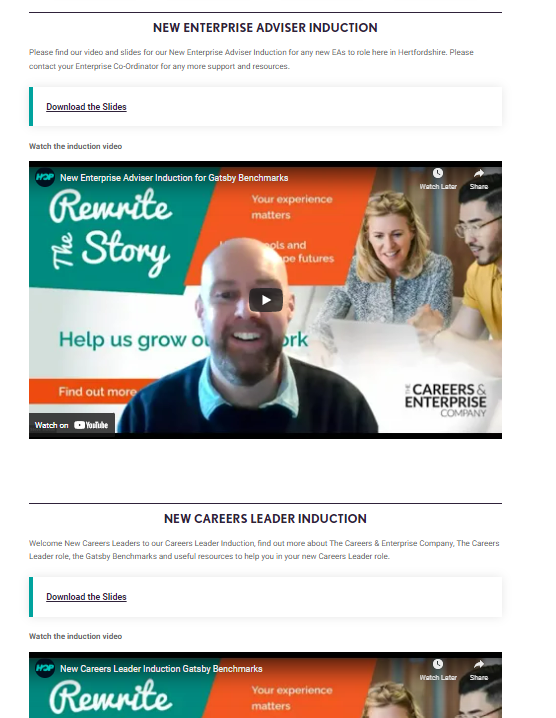 NEW ENTERPRISE ADVISER INDUCTION
Please find our video and slides for our New Enterprise Adviser Induction for any new EAs to role here in Hertfordshire. Please
contact your Enterprise Co-Ordinator for any more support and resources.
Download the Slides
Watch the induction video
HOP
New Enterprise Adviser Induction for Gatsby Benchmarks
Watch Later
Share
Rewrite
The Story
Your experience
matters
and
futures
Help us grow
Find out more
THE CAREERS &
ENTERPRISE
COMPANY
Watch on YouTube
NEW CAREERS LEADER INDUCTION
Welcome New Careers Leaders to our Careers Leader Induction, find out more about The Careers & Enterprise Company, The Careers
Leader role, the Gatsby Benchmarks and useful resources to help you in your new Careers Leader role.
Download the Slides
Watch the induction video
HOP
New Careers Leader Induction Gatsby Benchmarks
Watch Later
Share
Rewrite
Your experience
matters